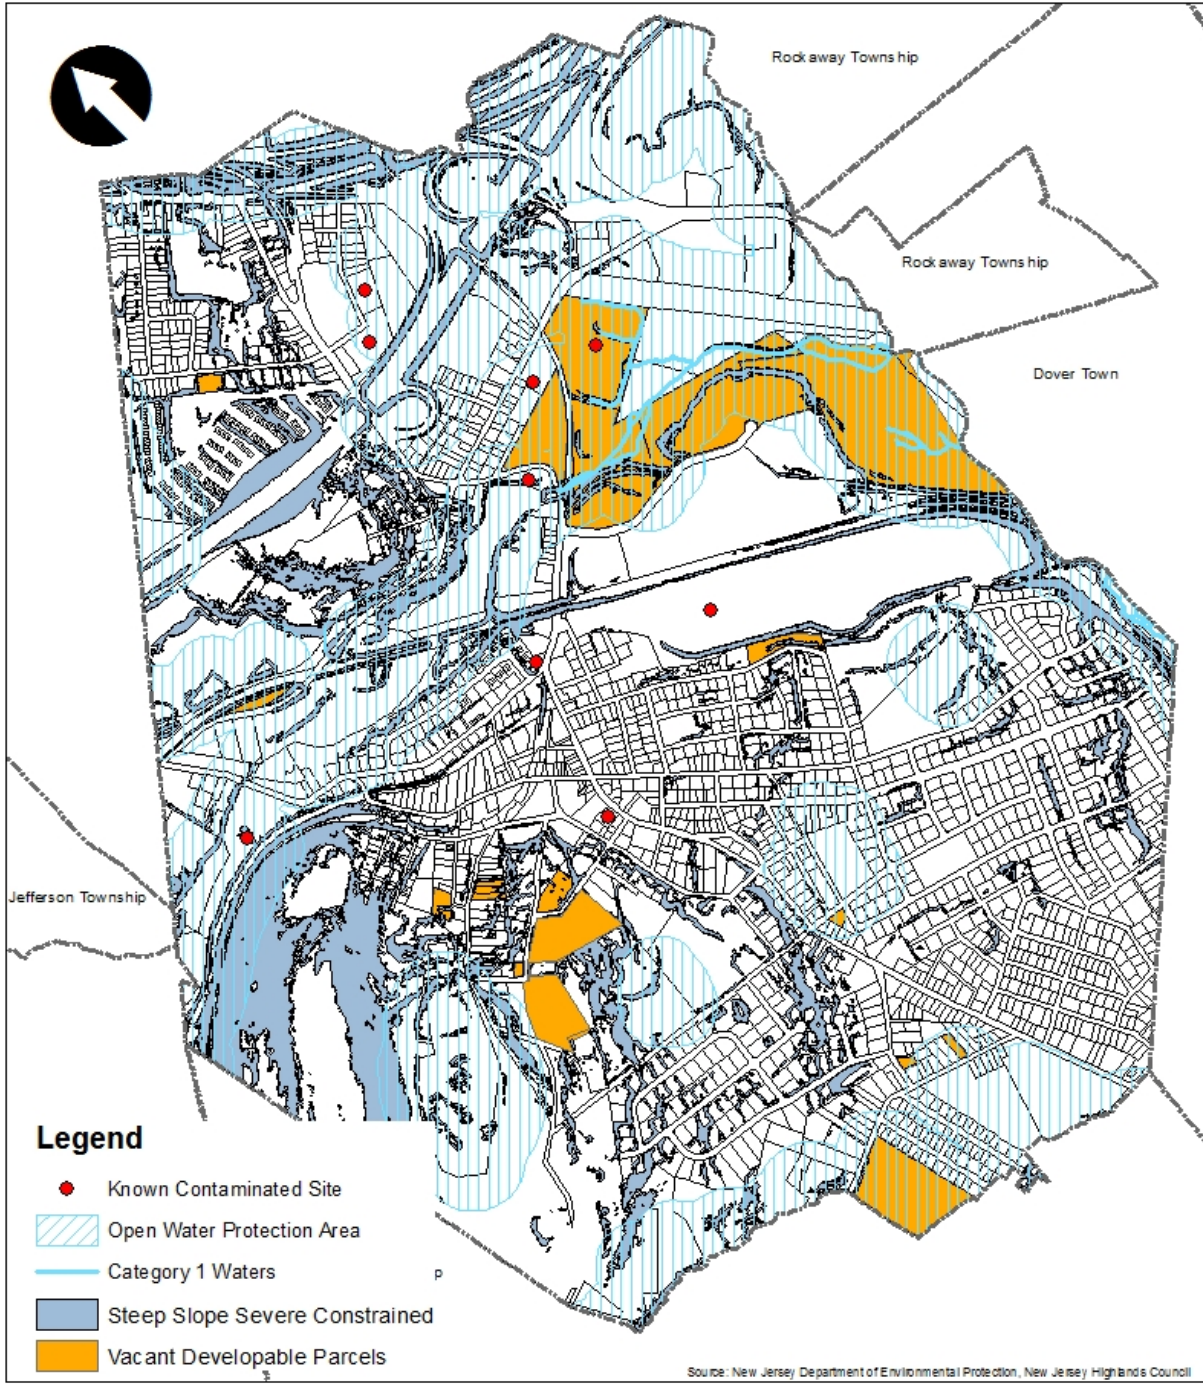 Rockaway Township
Rockaway Township
Dover Town
Jefferson Township
Legend
Known Contaminated Site
Open Water Protection Area
Category 1 Waters
p
Steep Slope Severe Constrained
Vacant Developable Parcels
Source: New Jersey Department of Environmental Protection, New Jersey Highlands Council